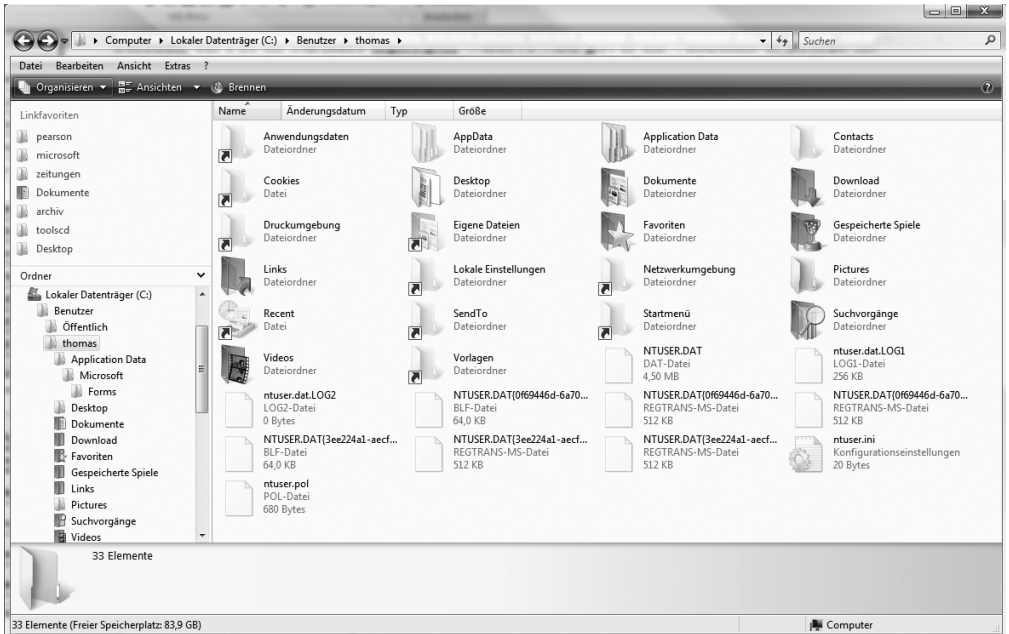 Computer Lokaler Datenträger (C:) Benutzer thomas Suchen
Datei Bearbeiten Ansicht Extras ?
Organisieren Ansichten Brennen ?
Linkfavoriten
pearson
microsoft
zeitungen
Dokumente
archiv
toolscd
Desktop
Ordner
Lokaler Datenträger (C:)
Benutzer
Öffentlich
thomas
Application Data
Microsoft
Forms
Desktop
Dokumente
Download
Favoriten
Gespeicherte Spiele
Links
Pictures
Suchvorgänge
Videos
Name Änderungsdatum Typ Größe
Anwendungsdaten AppData Application Data Contacts
Dateiordner Dateiordner Dateiordner Dateiordner
Cookies Desktop Dokumente Download
Datei Dateiordner Dateiordner Dateiordner
Druckumgebung Eigene Dateien Favoriten Gespeicherte Spiele
Dateiordner Dateiordner Dateiordner Dateiordner
Links Lokale Einstellungen Netzwerkumgebung Pictures
Dateiordner Dateiordner Dateiordner Dateiordner
Recent SendTo Startmenü Suchvorgänge
Datei Dateiordner Dateiordner Dateiordner
Videos Vorlagen NTUSER.DAT ntuser.dat.LOG1
Dateiordner Dateiordner DAT-Datei LOG1-Datei
4,50 MB 256 KB
ntuser.dat.LOG2 NTUSER.DAT{0f69446d-6a70... NTUSER.DAT{0f69446d-6a70... NTUSER.DAT{0f69446d-6a70...
LOG2-Datei BLF-Datei REGTRANS-MS-Datei REGTRANS-MS-Datei
0 Bytes 64,0 KB 512 KB 512 KB
NTUSER.DAT{3ee224a1-aecf... NTUSER.DAT{3ee224a1-aecf... NTUSER.DAT{3ee224a1-aecf... ntuser.ini
BLF-Datei REGTRANS-MS-Datei REGTRANS-MS-Datei Konfigurationseinstellungen
64,0 KB 512 KB 512 KB 20 Bytes
ntuser.pol
POL-Datei
680 Bytes
33 Elemente
33 Elemente (Freier Speicherplatz: 83,9 GB) Computer